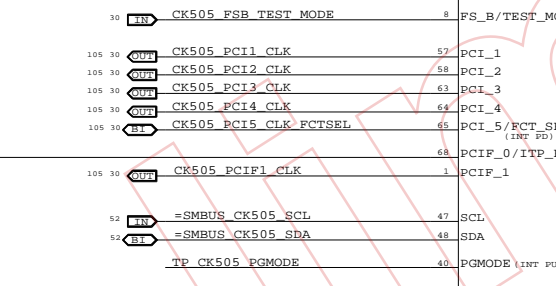 30 IN CK505_FSB_TEST_MODE 8 FS_B/TEST_MO
105 30 OUT CK505_PCI1_CLK 57 PCI_1
105 30 OUT CK505_PCI2_CLK 58 PCI_2
105 30 OUT CK505_PCI3_CLK 63 PCI_3
105 30 OUT CK505_PCI4_CLK 64 PCI_4
105 30 BI CK505_PCI5_CLK_FCTSEL 65 PCI_5/FCT_SE
(INT PD)
68 PCIF_0/ITP_E
105 30 OUT CK505_PCIF1_CLK 1 PCIF_1
52 IN =SMBUS_CK505_SCL 47 SCL
52 BI =SMBUS_CK505_SDA 48 SDA
TP_CK505_PGMODE 40 PGMODE (INT PU